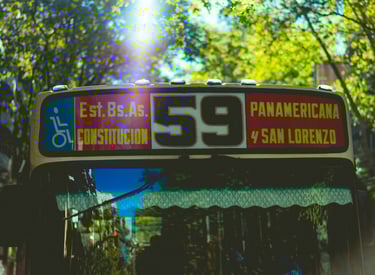 Est.Bs.As.
CONSTITUCION
59
PANAMERICANA
y SAN LORENZO